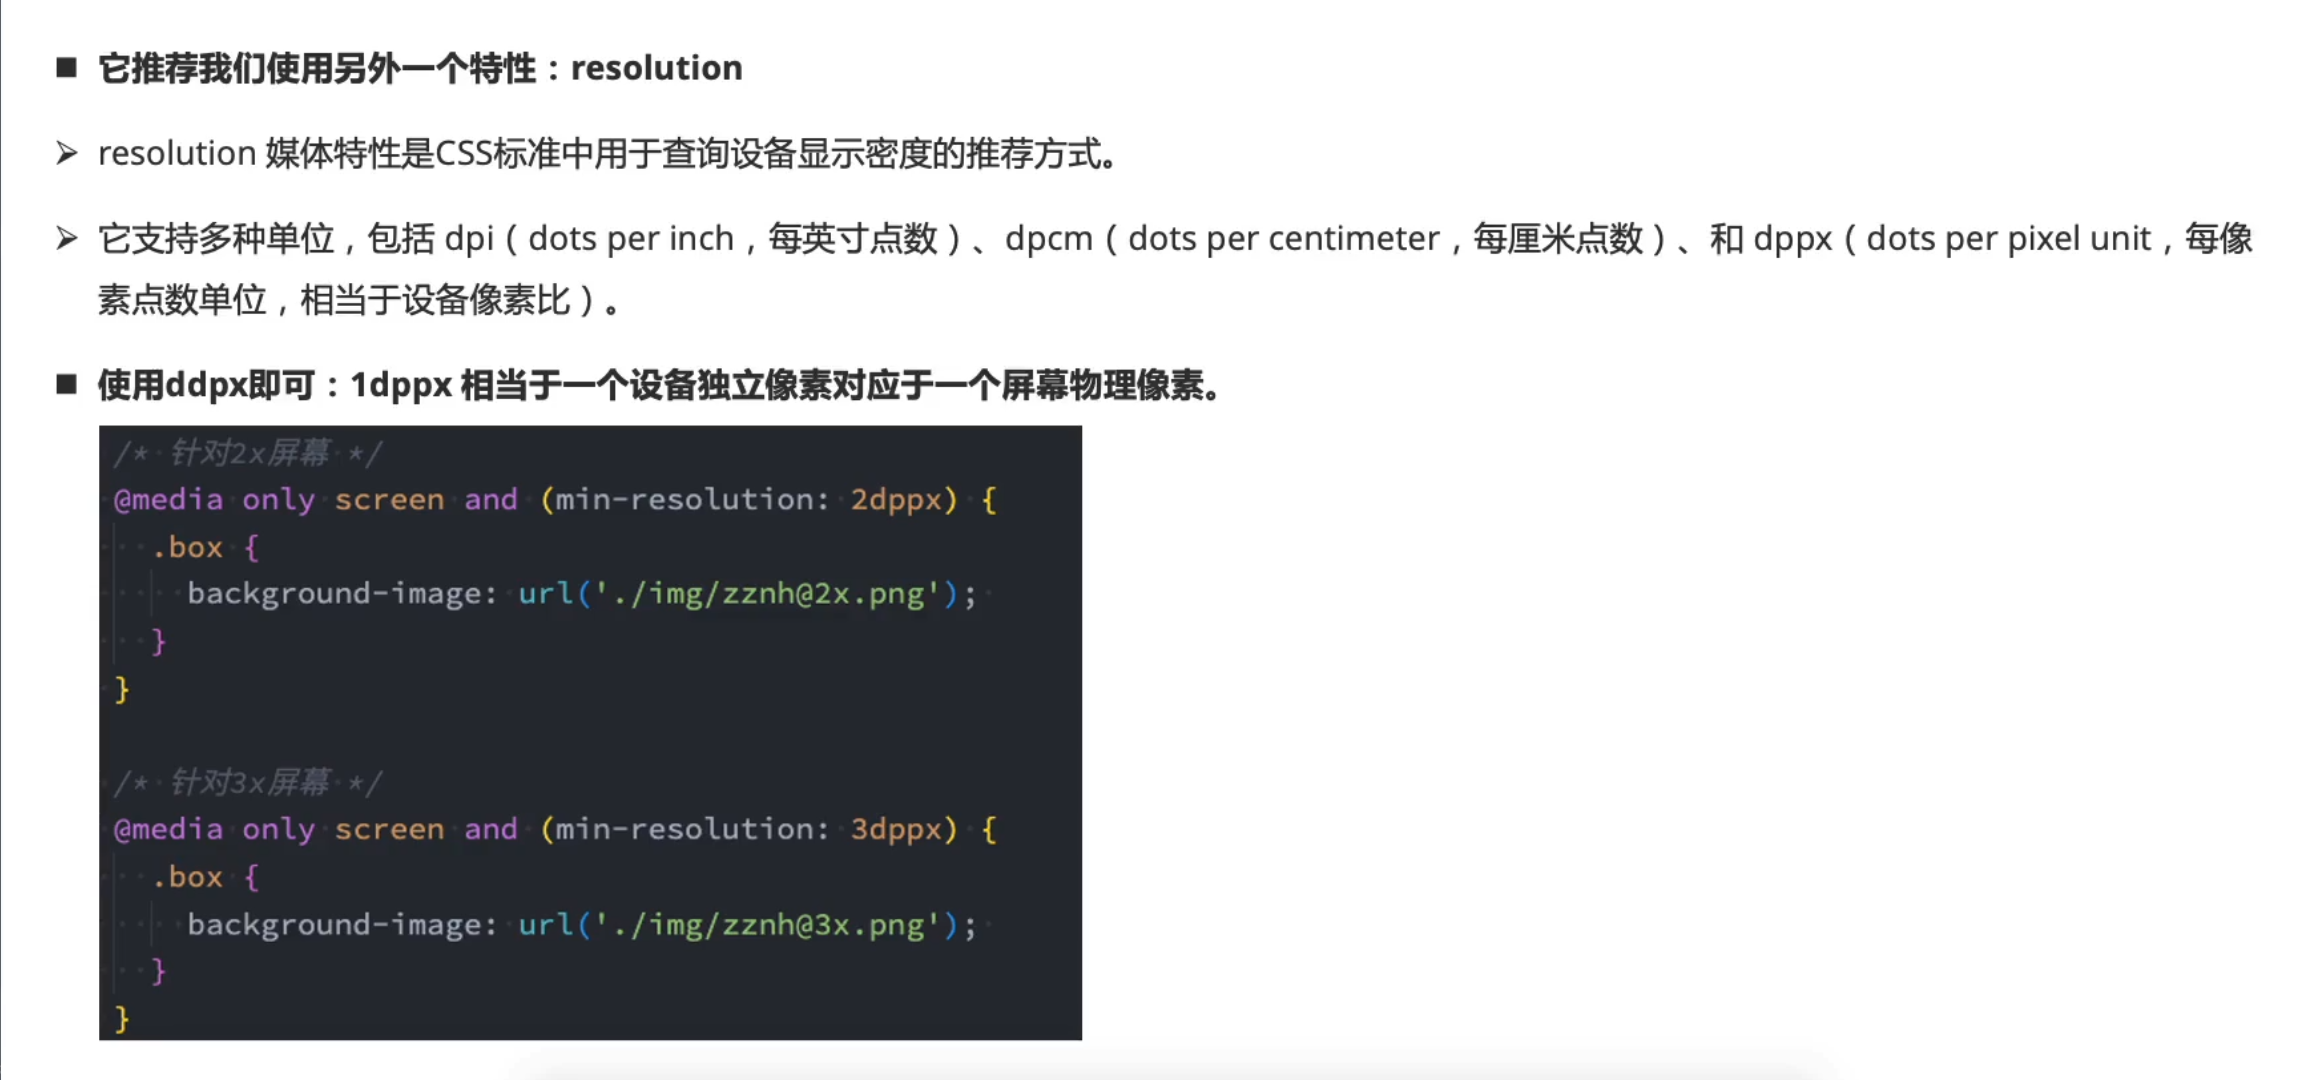 ■ 它推荐我们使用另外一个特性：resolution
➢ resolution 媒体特性是CSS标准中用于查询设备显示密度的推荐方式。
➢ 它支持多种单位，包括 dpi（dots per inch，每英寸点数）、dpcm（dots per centimeter，每厘米点数）、和 dppx（dots per pixel unit，每像
素点数单位，相当于设备像素比）。
■ 使用ddpx即可：1dppx 相当于一个设备独立像素对应于一个屏幕物理像素。
/* 针对2x屏幕 */
@media only screen and (min-resolution: 2dppx) {
  .box {
    background-image: url('./img/zznh@2x.png');
  }
}
/* 针对3x屏幕 */
@media only screen and (min-resolution: 3dppx) {
  .box {
    background-image: url('./img/zznh@3x.png');
  }
}